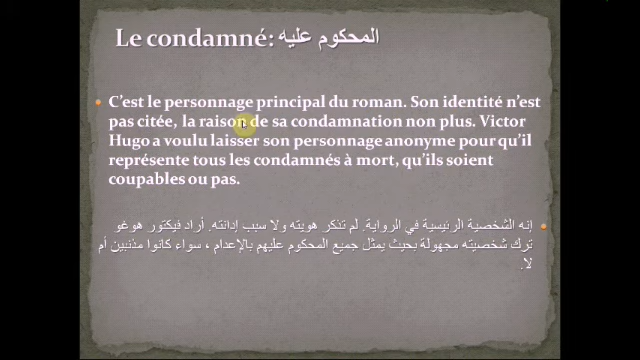 Le condamné: المحكوم عليه
C'est le personnage principal du roman. Son identité n'est
pas citée, la raison de sa condamnation non plus. Victor
Hugo a voulu laisser son personnage anonyme pour qu'il
représente tous les condamnés à mort, qu'ils soient
coupables ou pas.
إنه الشخصية الرئيسية في الرواية. لم تذكر هويته ولا سبب إدانته. أراد فيكتور هوغو
ترك شخصيته مجهولة بحيث يمثل جميع المحكوم عليهم بالإعدام ، سواء كانوا مذنبين أم
لا.